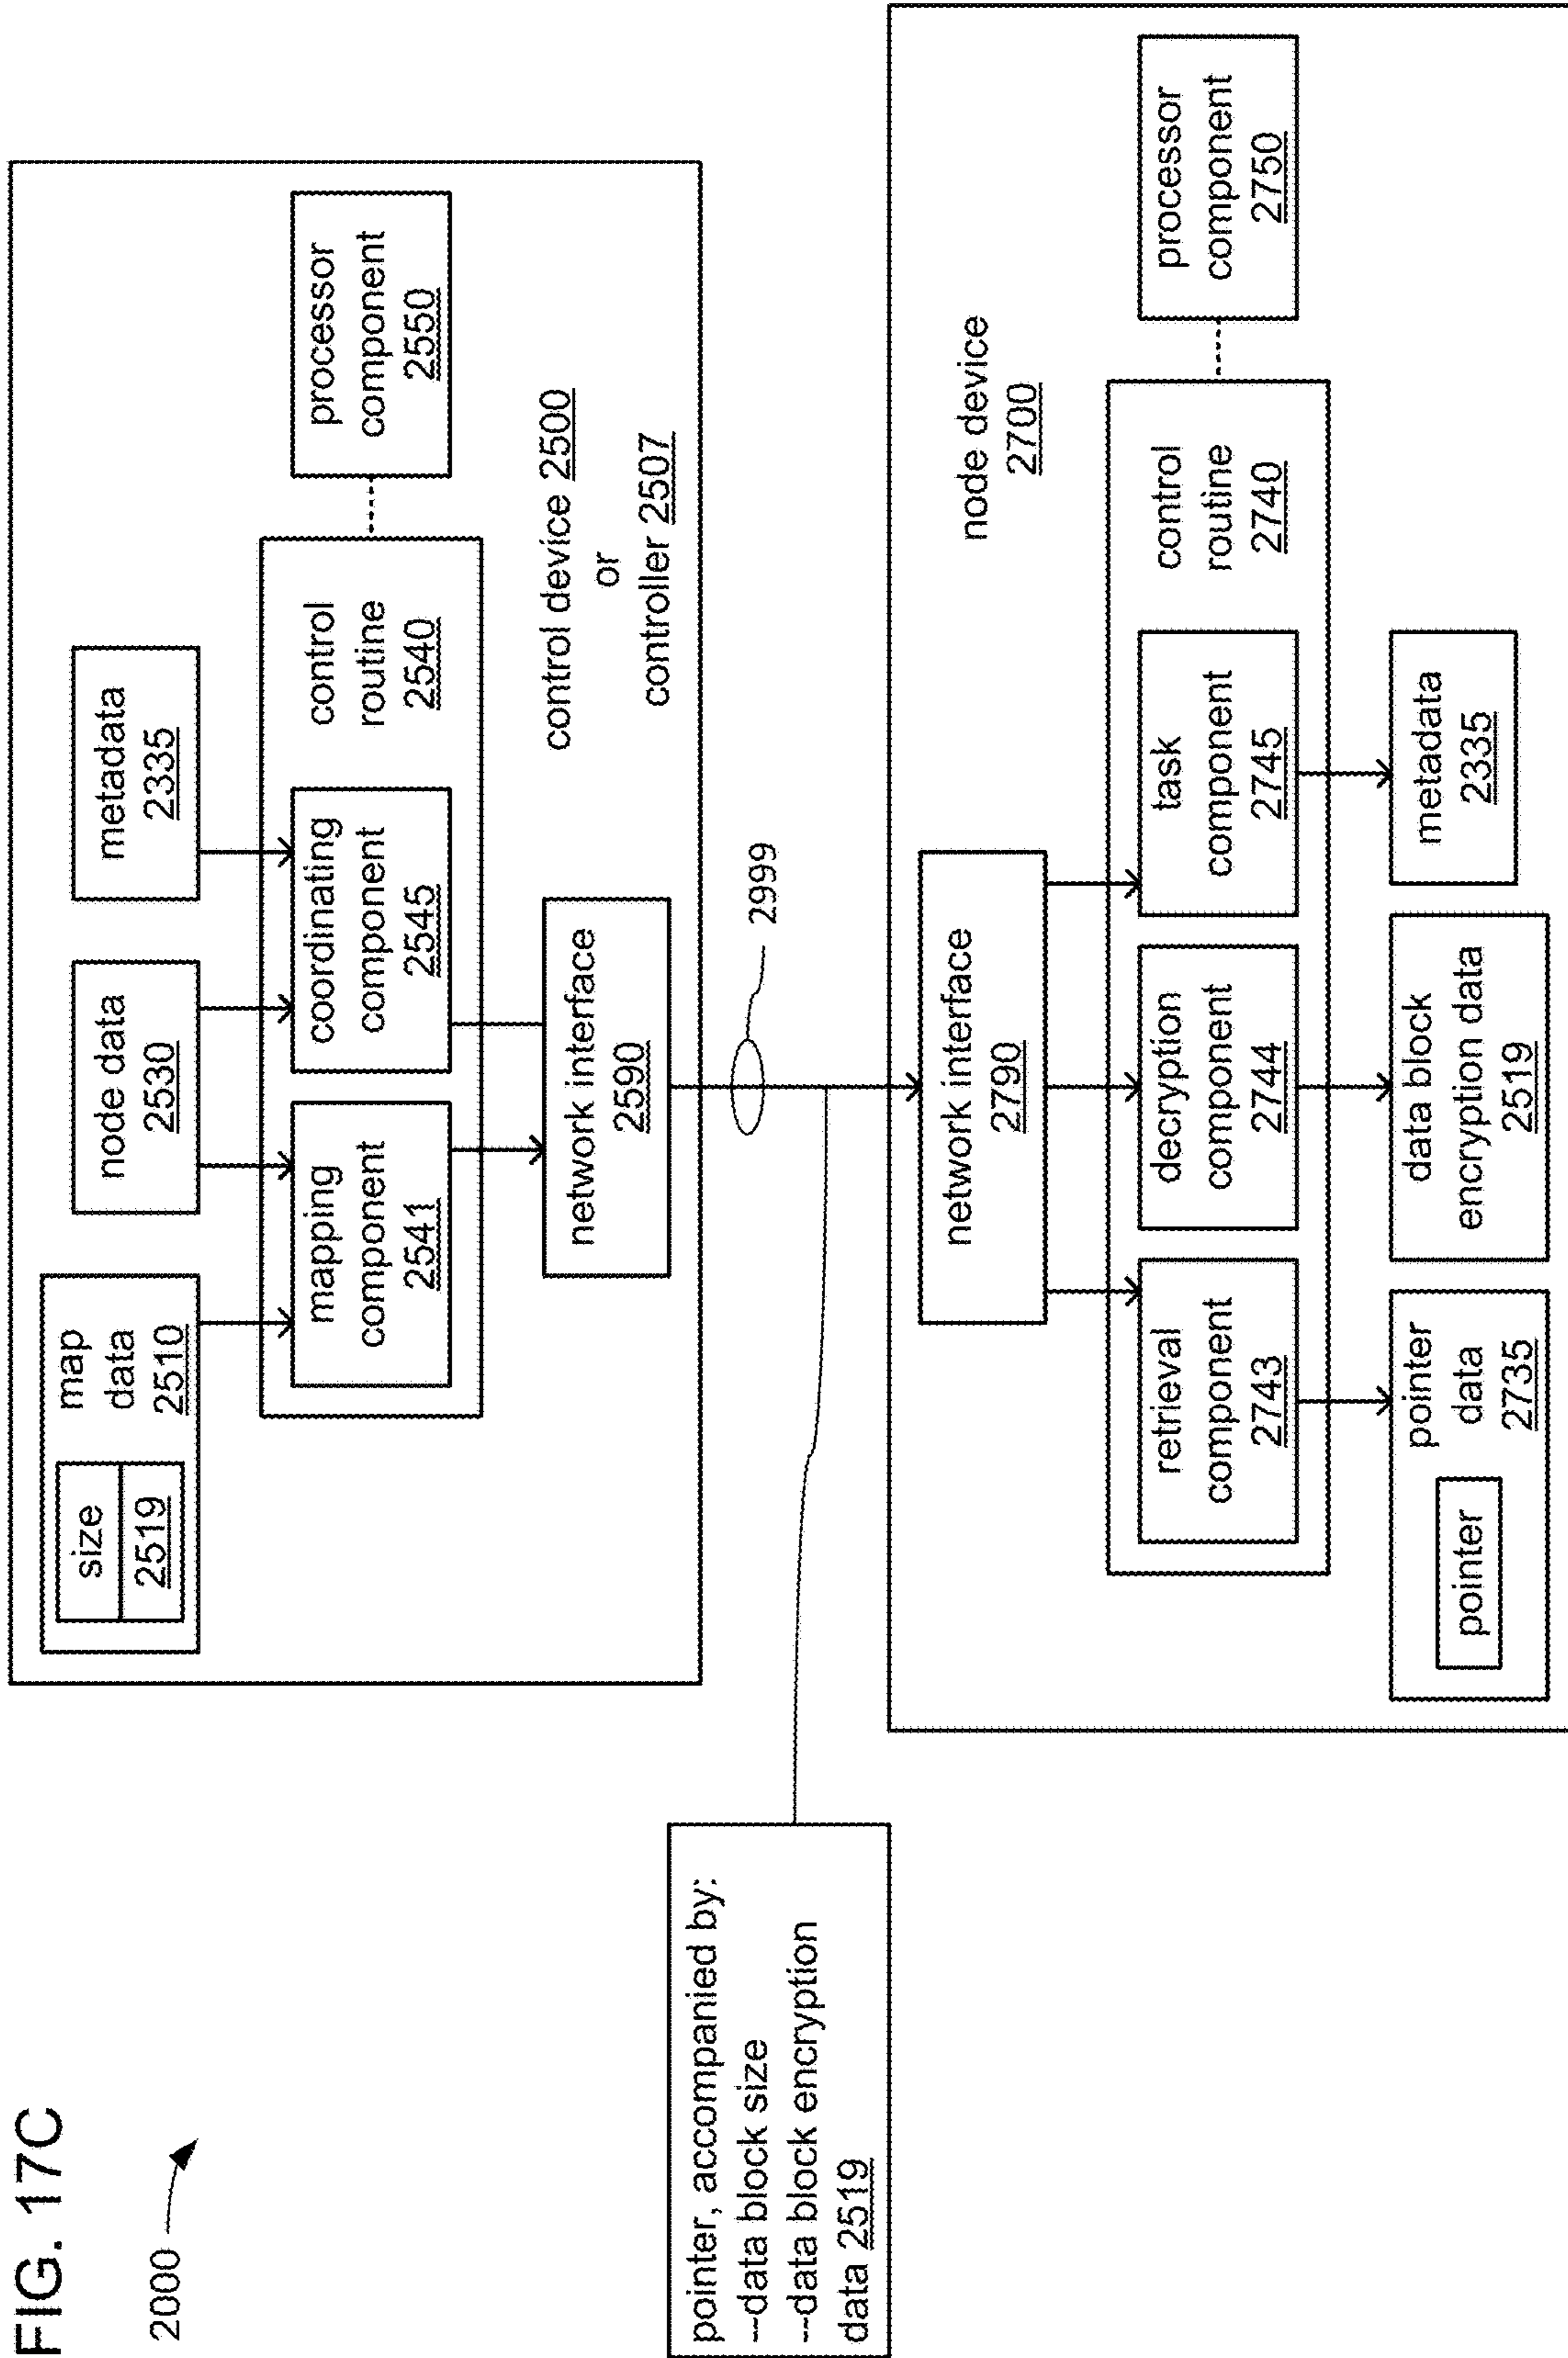 FIG. 17C
2000
size
2519
map
data
2510
node data
2530
metadata
2335
mapping
component
2541
coordinating
component
2545
control
routine
2540
processor
component
2550
network interface
2590
control device 2500
or
controller 2507
2999
pointer, accompanied by:
--data block size
--data block encryption
data 2519
network interface
2790
node device
2700
retrieval
component
2743
decryption
component
2744
task
component
2745
control
routine
2740
processor
component
2750
pointer
pointer
data
2735
data block
encryption data
2519
metadata
2335